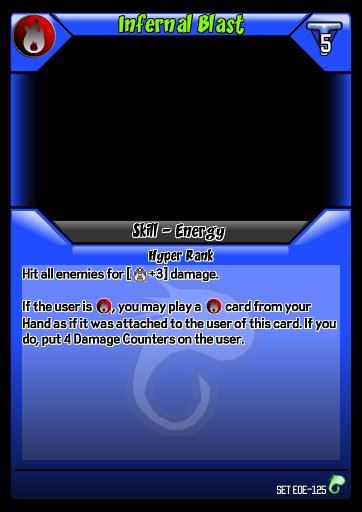 Infernal Blast
5
Skill - Energy
Hyper Rank
Hit all enemies for [ +3] damage.
If the user is , you may play a card from your
Hand as if it was attached to the user of this card. If you
do, put 4 Damage Counters on the user.
SET EOE-125